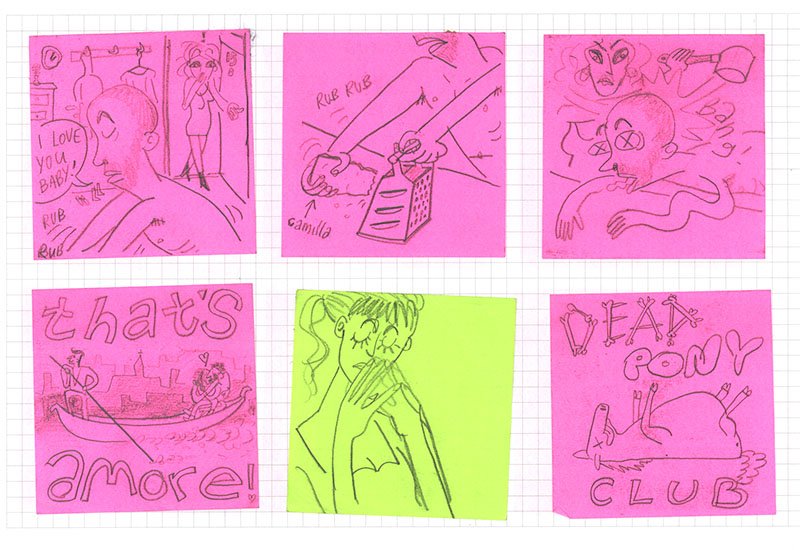 I LOVE
YOU
BABY!
RUB
RUB
RUB RUB
Camilla
BANG
that's
amore!
DEAD
PONY
CLUB